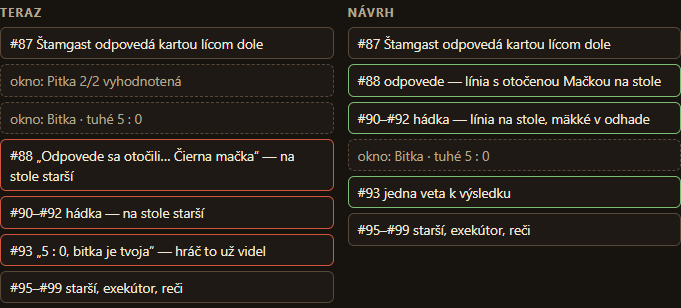 TERAZ
#87 Štamgast odpovedá kartou lícom dole
okno: Pitka 2/2 vyhodnotená
okno: Bitka · tuhé 5 : 0
#88 „Odpovede sa otočili… Čierna mačka“ — na
stole starší
#90–#92 hádka — na stole starší
#93 „5 : 0, bitka je tvoja“ — hráč to už videl
#95–#99 starší, exekútor, reči
NÁVRH
#87 Štamgast odpovedá kartou lícom dole
#88 odpovede — línia s otočenou Mačkou na stole
#90–#92 hádka — línia na stole, mäkké v odhade
okno: Bitka · tuhé 5 : 0
#93 jedna veta k výsledku
#95–#99 starší, exekútor, reči